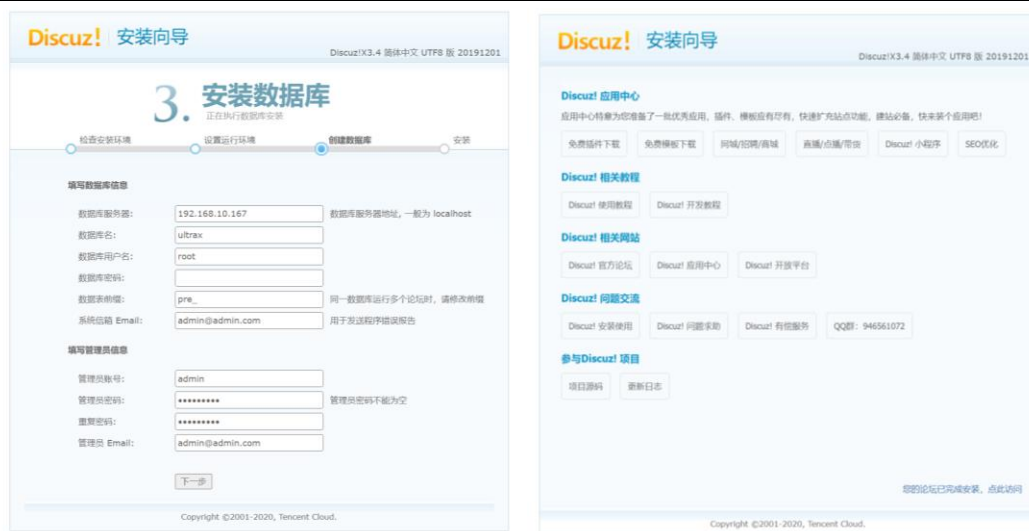 Discuz! 安装向导
Discuz!X3.4 简体中文 UTF8 版 20191201
3. 安装数据库
正在执行数据库安装
检查安装环境 设置运行环境 创建数据库 安装
填写数据库信息
数据库服务器: 192.168.10.167 数据库服务器地址, 一般为 localhost
数据库名: ultrax
数据库用户名: root
数据库密码:
数据表前缀: pre_ 同一数据库运行多个论坛时, 请修改前缀
系统信箱 Email: admin@admin.com 用于发送程序错误报告
填写管理员信息
管理员账号: admin
管理员密码: ••••••••• 管理员密码不能为空
重复密码: •••••••••
管理员 Email: admin@admin.com
下一步
Copyright ©2001-2020, Tencent Cloud.
Discuz! 安装向导
Discuz!X3.4 简体中文 UTF8 版 20191201
Discuz! 应用中心
应用中心特意为您准备了一批优秀应用, 插件、模板应有尽有, 快速扩充站点功能, 建站必备, 快来装个应用吧!
免费插件下载 免费模板下载 同城/招聘/商城 直播/点播/带货 Discuz! 小程序 SEO优化
Discuz! 相关教程
Discuz! 使用教程 Discuz! 开发教程
Discuz! 相关网站
Discuz! 官方论坛 Discuz! 应用中心 Discuz! 开放平台
Discuz! 问题交流
Discuz! 安装使用 Discuz! 问题求助 Discuz! 有偿服务 QQ群: 946561072
参与Discuz! 项目
项目源码 更新日志
您的论坛已完成安装, 点此访问
Copyright ©2001-2020, Tencent Cloud.